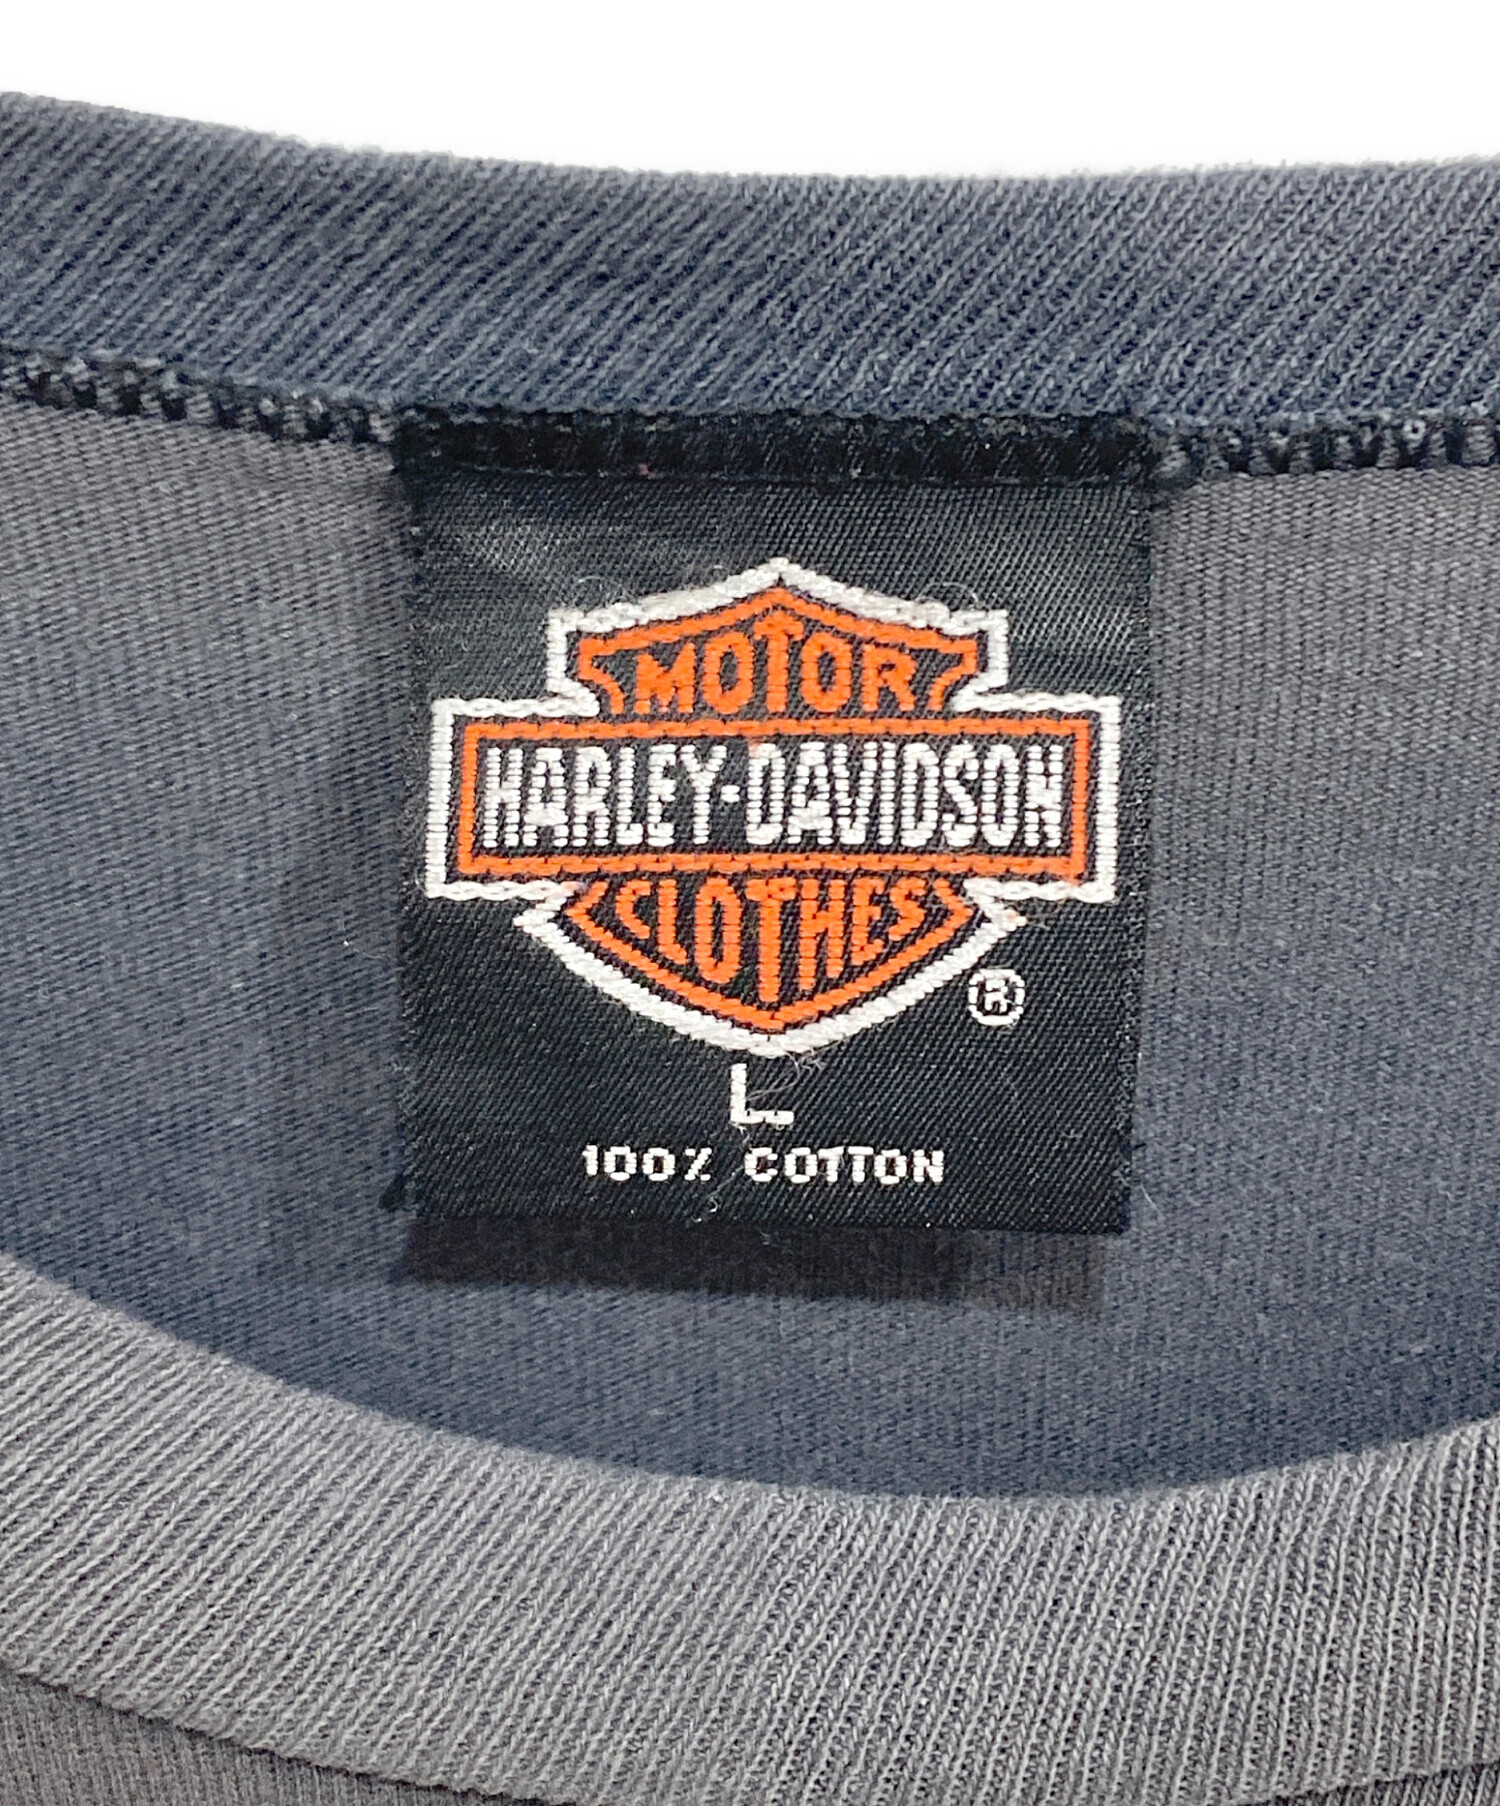 MOTOR
HARLEY-DAVIDSON
CLOTHES
®
L
100% COTTON